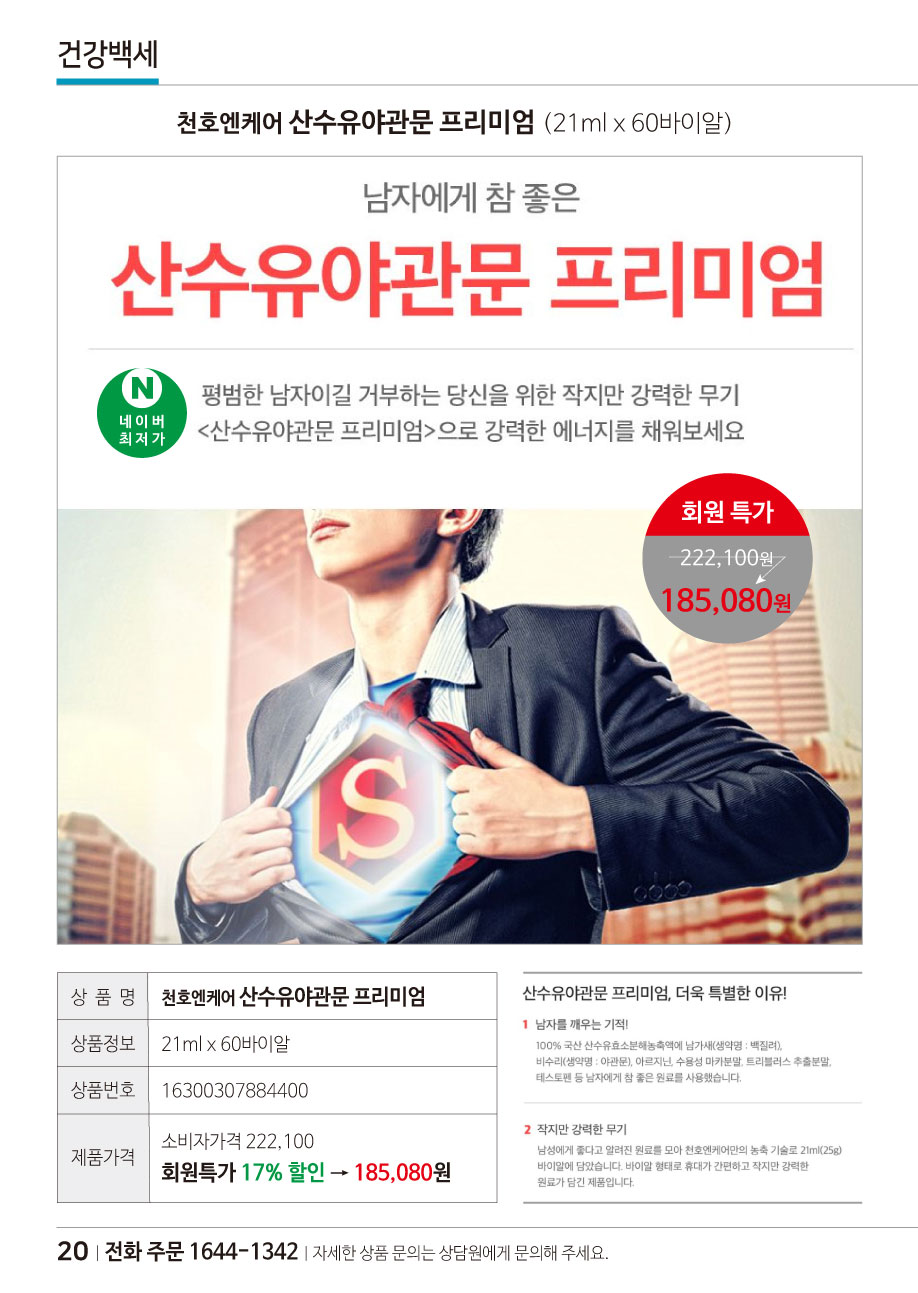 건강백세
천호엔케어 산수유야관문 프리미엄 (21ml x 60바이알)
남자에게 참 좋은
산수유야관문 프리미엄
N
네이버
최저가
평범한 남자이길 거부하는 당신을 위한 작지만 강력한 무기
<산수유야관문 프리미엄>으로 강력한 에너지를 채워보세요
회원 특가
222,100원
185,080원
S
상 품 명 천호엔케어 산수유야관문 프리미엄
상품정보 21ml x 60바이알
상품번호 16300307884400
제품가격 소비자가격 222,100
회원특가 17% 할인 → 185,080원
산수유야관문 프리미엄, 더욱 특별한 이유!
1 남자를 깨우는 기적!
100% 국산 산수유효소분해농축액에 남가새(생약명 : 백질려),
비수리(생약명 : 야관문), 아르지닌, 수용성 마카분말, 트리블러스 추출분말,
테스토펜 등 남자에게 참 좋은 원료를 사용했습니다.
2 작지만 강력한 무기
남성에게 좋다고 알려진 원료를 모아 천호엔케어만의 농축 기술로 21ml(25g)
바이알에 담았습니다. 바이알 형태로 휴대가 간편하고 작지만 강력한
원료가 담긴 제품입니다.
20 | 전화 주문 1644-1342 | 자세한 상품 문의는 상담원에게 문의해 주세요.